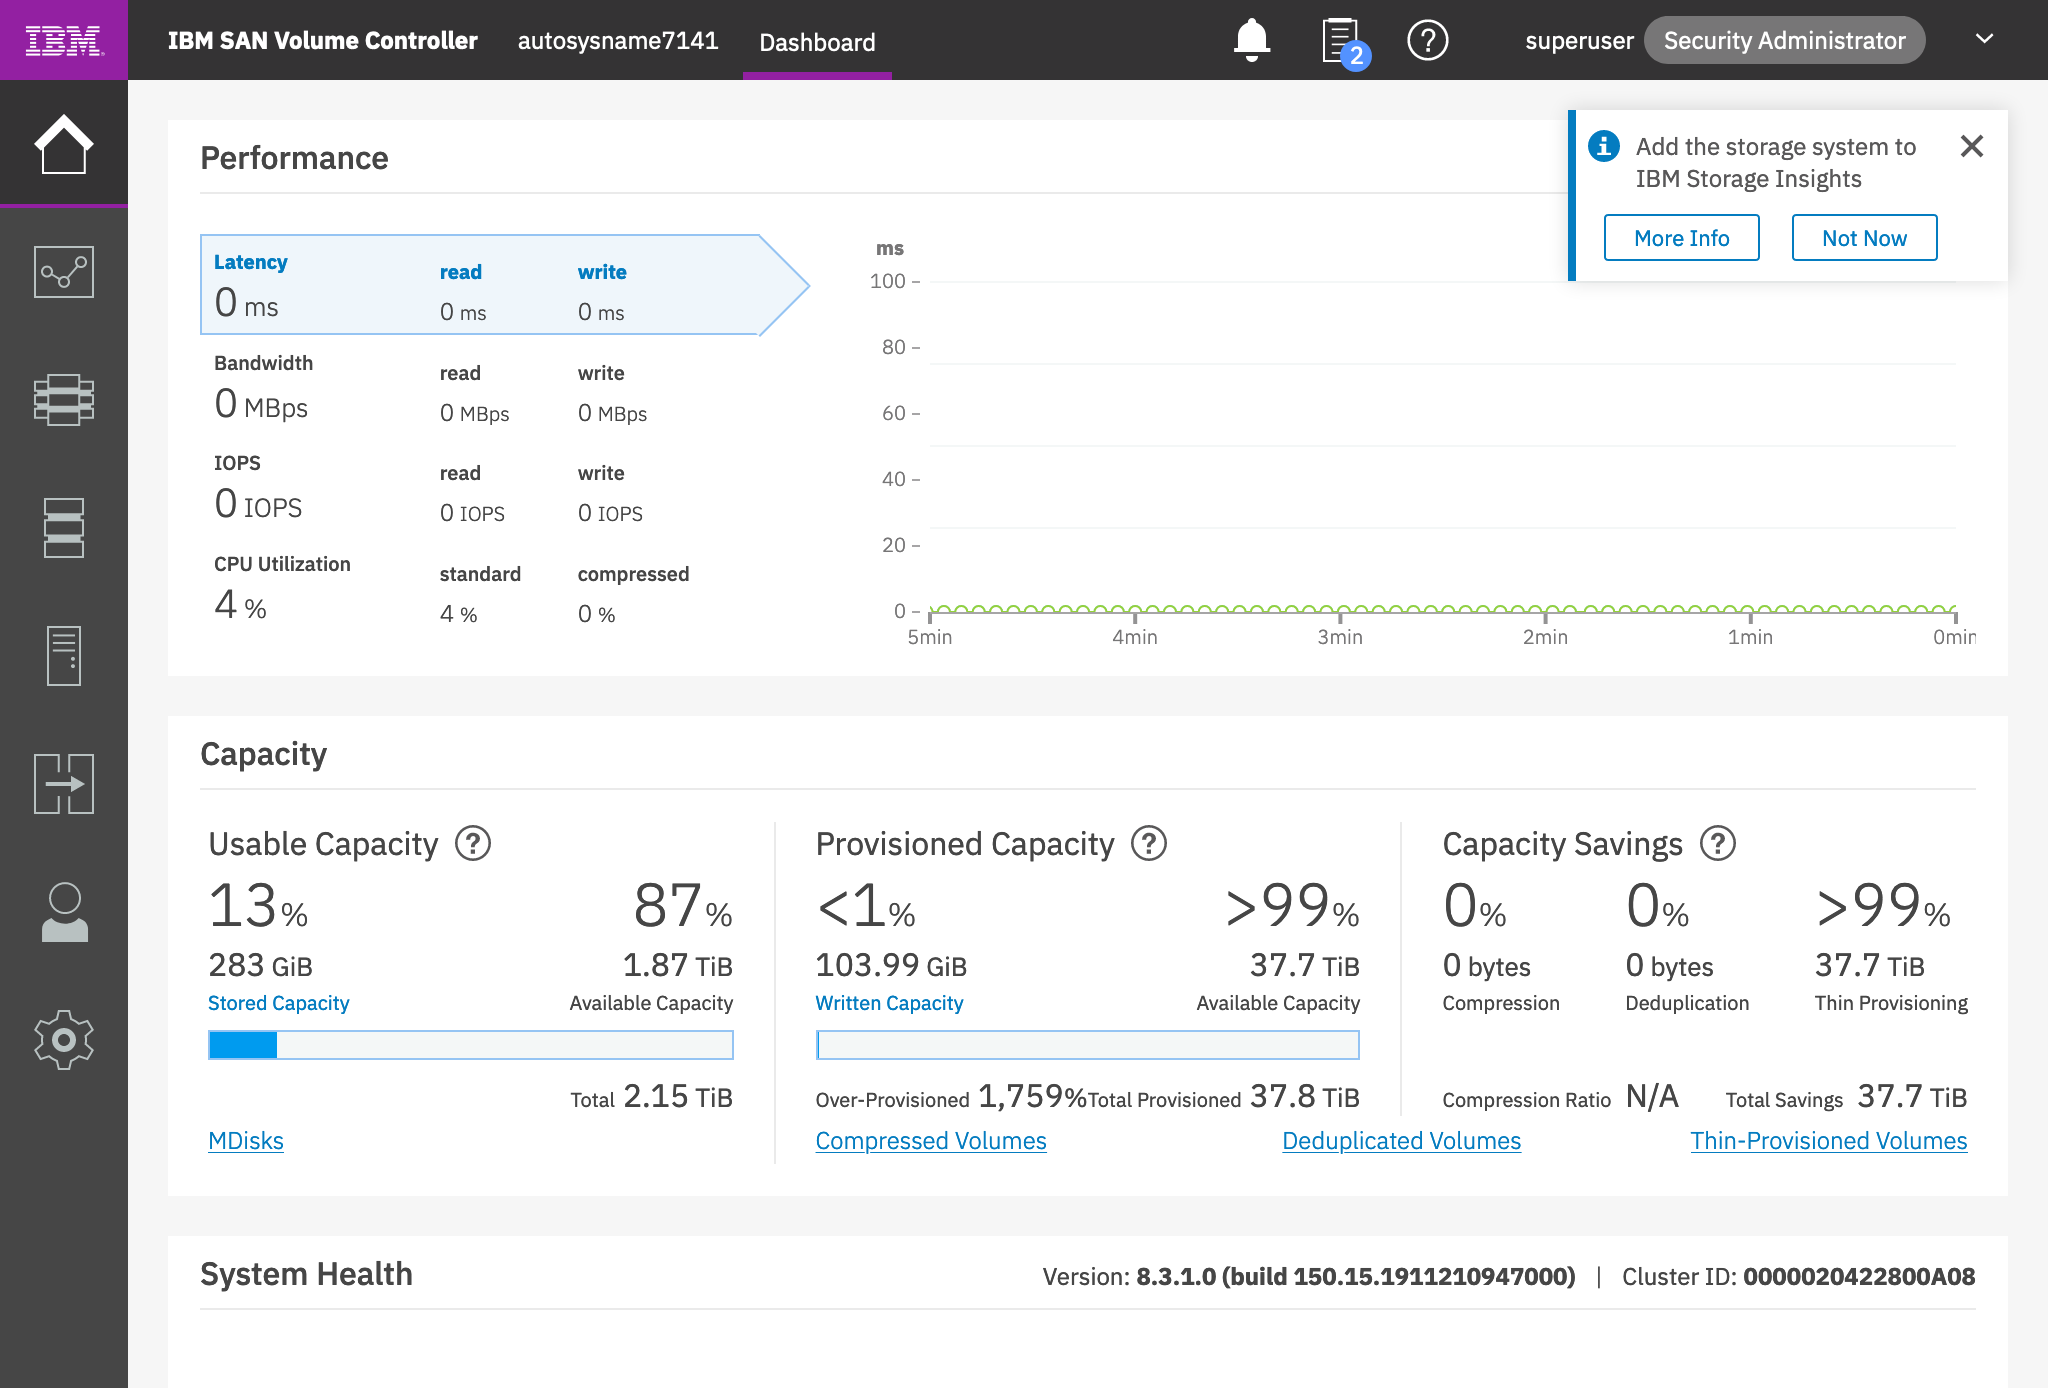 IBM
IBM SAN Volume Controller autosysname7141 Dashboard 2 ? superuser Security Administrator
Performance
Add the storage system to
IBM Storage Insights
More Info Not Now
Latency read write
0 ms 0 ms 0 ms
Bandwidth read write
0 MBps 0 MBps 0 MBps
IOPS read write
0 IOPS 0 IOPS 0 IOPS
CPU Utilization standard compressed
4 % 4 % 0 %
ms
100
80
60
40
20
0
5min 4min 3min 2min 1min 0min
Capacity
Usable Capacity ? Provisioned Capacity ? Capacity Savings ?
13% 87% <1% >99% 0% 0% >99%
283 GiB 1.87 TiB 103.99 GiB 37.7 TiB 0 bytes 0 bytes 37.7 TiB
Stored Capacity Available Capacity Written Capacity Available Capacity Compression Deduplication Thin Provisioning
Total 2.15 TiB Over-Provisioned 1,759% Total Provisioned 37.8 TiB Compression Ratio N/A Total Savings 37.7 TiB
MDisks Compressed Volumes Deduplicated Volumes Thin-Provisioned Volumes
System Health Version: 8.3.1.0 (build 150.15.1911210947000) | Cluster ID: 0000020422800A08